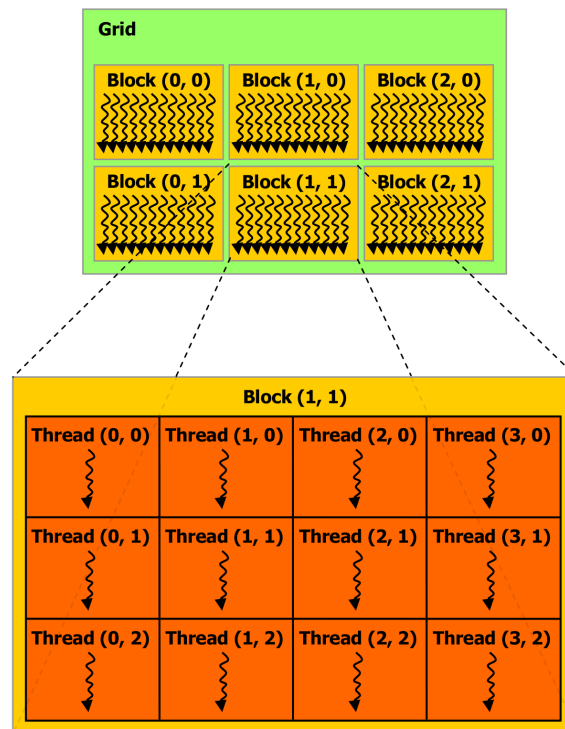 Grid
Block (0, 0) Block (1, 0) Block (2, 0)
Block (0, 1) Block (1, 1) Block (2, 1)
Block (1, 1)
Thread (0, 0) Thread (1, 0) Thread (2, 0) Thread (3, 0)
Thread (0, 1) Thread (1, 1) Thread (2, 1) Thread (3, 1)
Thread (0, 2) Thread (1, 2) Thread (2, 2) Thread (3, 2)